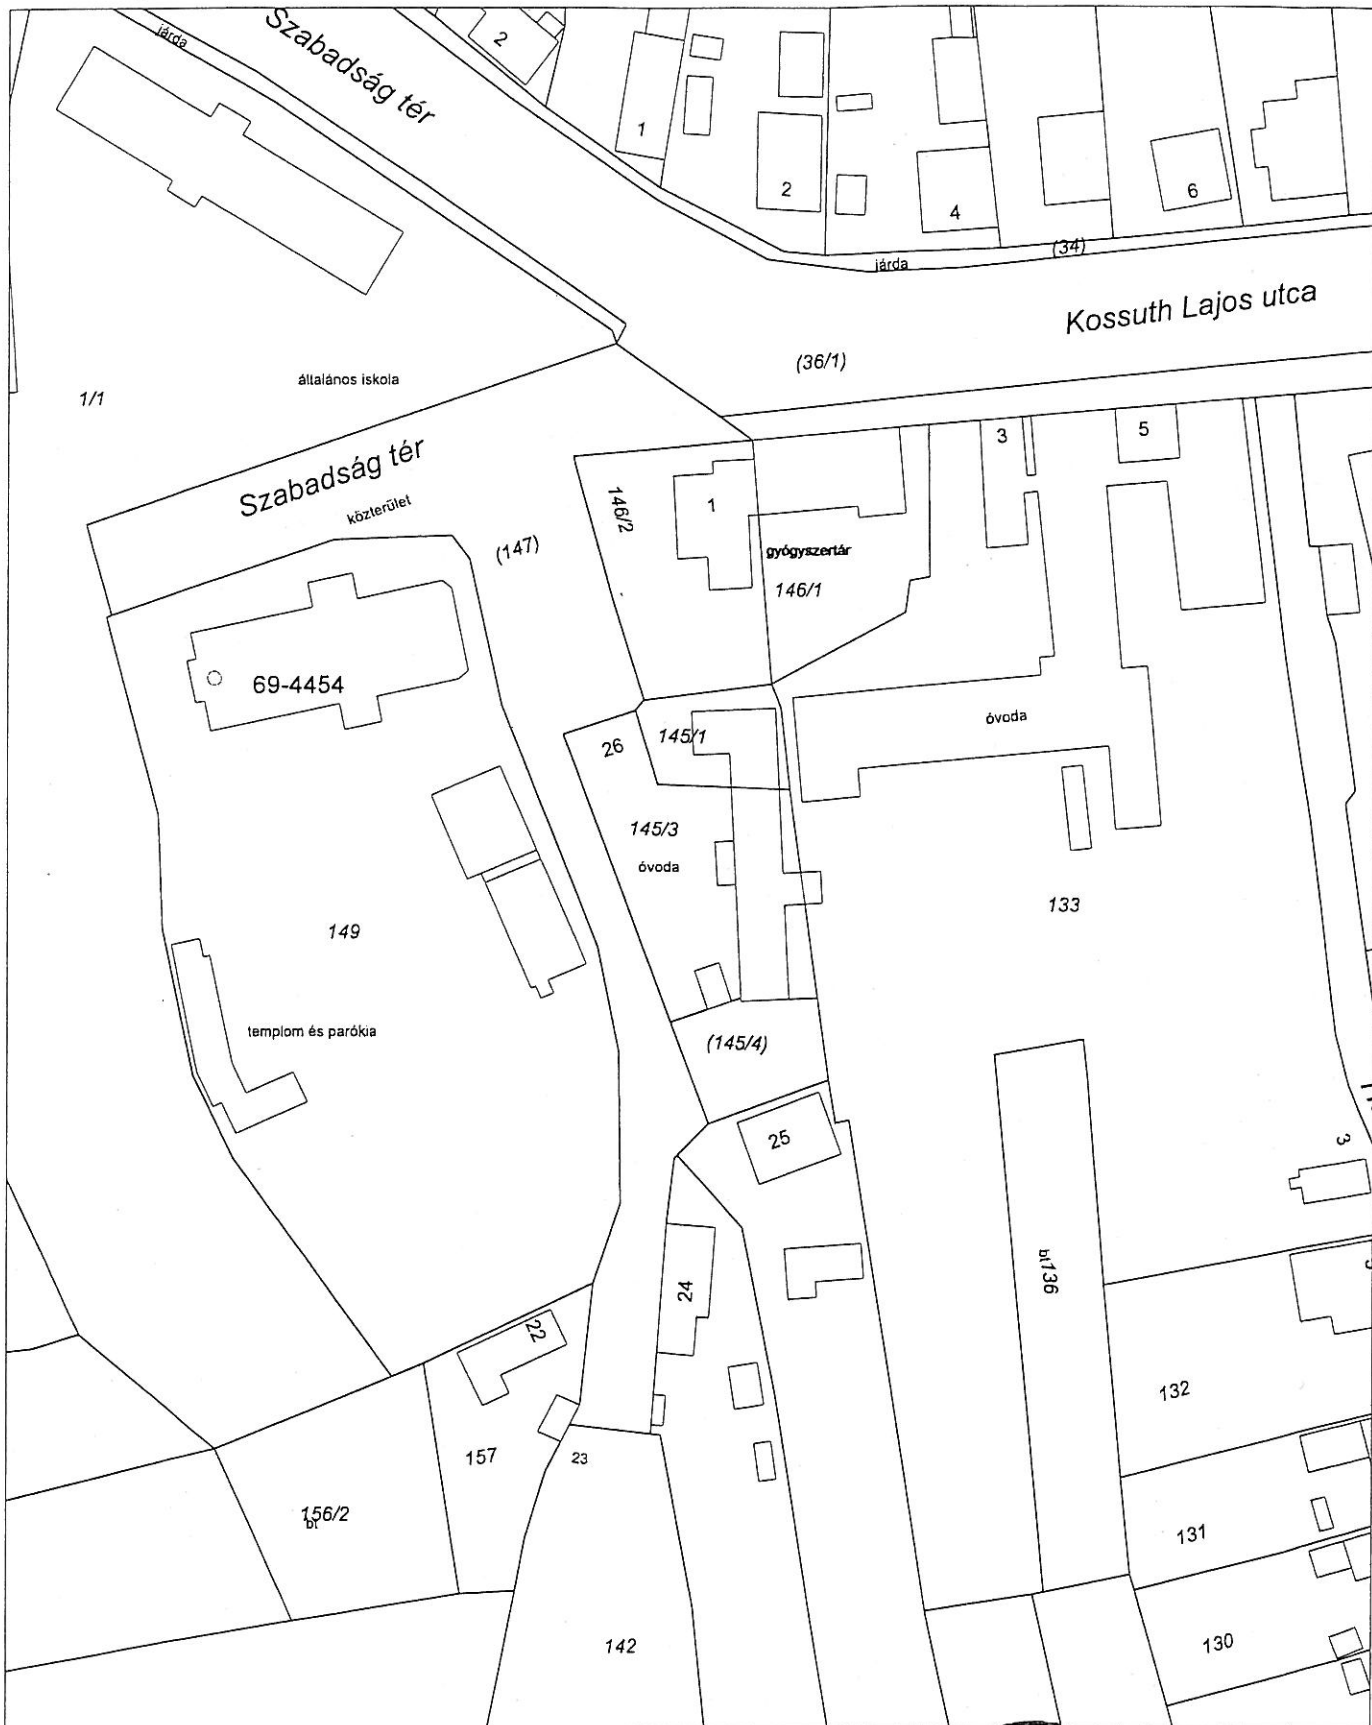 járda
Szabadság tér
2
1
2
4
6
(34)
járda
Kossuth Lajos utca
(36/1)
általános iskola
1/1
Szabadság tér
közterület
(147)
146/2
1
3
5
gyógyszertár
146/1
69-4454
óvoda
26
145/1
145/3
óvoda
133
149
templom és parókia
(145/4)
25
3
24
bt136
22
132
157
23
156/2
bt
131
142
130